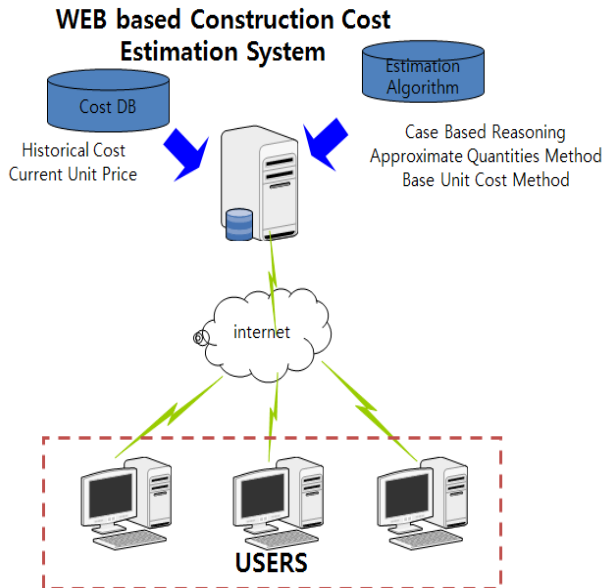 WEB based Construction Cost
Estimation System
Cost DB
Historical Cost
Current Unit Price
Estimation
Algorithm
Case Based Reasoning
Approximate Quantities Method
Base Unit Cost Method
internet
USERS